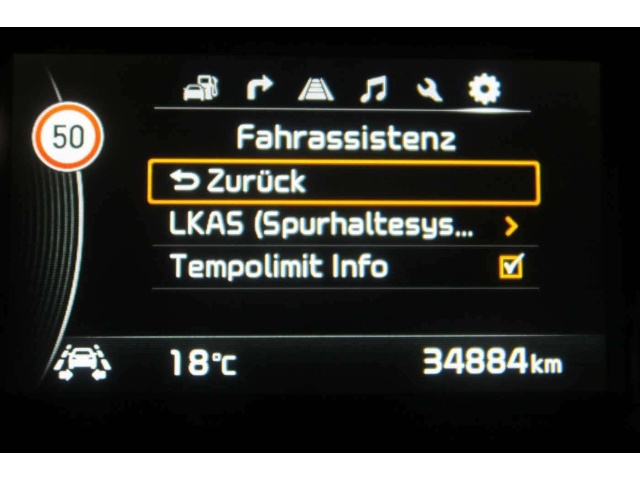 50
Fahrassistenz
Zurück
LKAS (Spurhaltesys...
Tempolimit Info
18°C 34884km